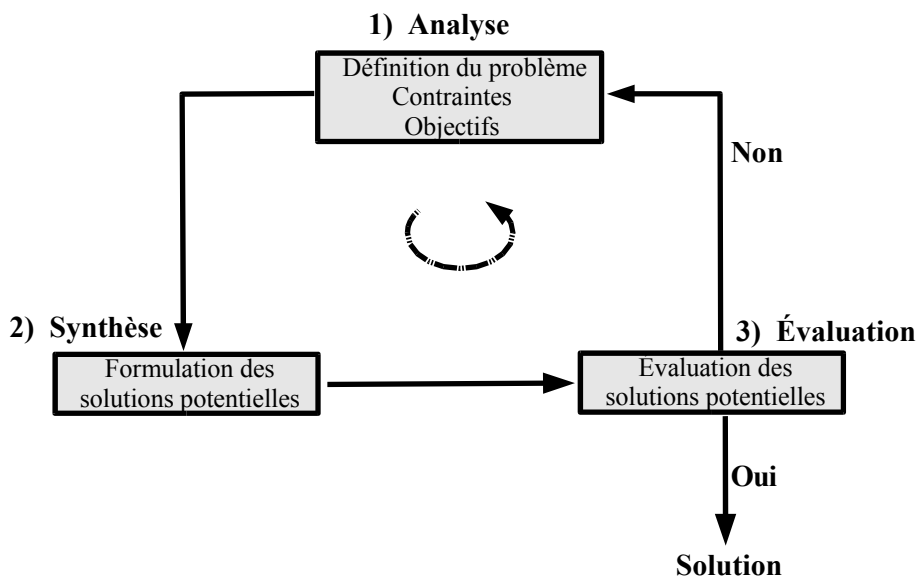 1) Analyse
Définition du problème
Contraintes
Objectifs
Non
2) Synthèse
Formulation des
solutions potentielles
3) Évaluation
Évaluation des
solutions potentielles
Oui
Solution